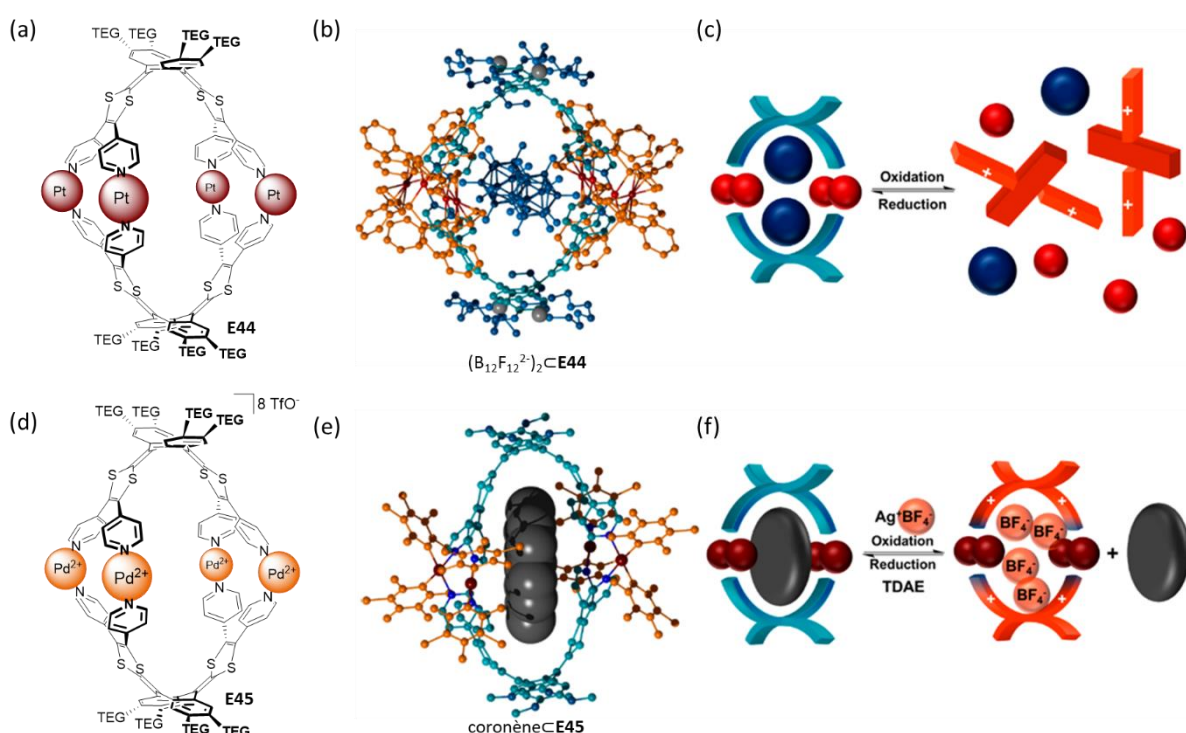 (a)
TEG TEG TEG TEG
S S S S
N N N N
Pt Pt Pt Pt
N N N N
S S S S
TEG TEG TEG TEG
E44
(b)
(B₁₂F₁₂²⁻)₂⊂E44
(c)
Oxidation
Reduction
+ + + +
(d)
8 TfO⁻
TEG TEG TEG TEG
S S S S
N N N N
Pd²⁺ Pd²⁺ Pd²⁺ Pd²⁺
N N N N
S S S S
TEG TEG TEG TEG
E45
(e)
coronène⊂E45
(f)
Ag⁺BF₄⁻
Oxidation
Reduction
TDAE
+ +
BF₄⁻ BF₄⁻
BF₄⁻
BF₄⁻
+ +
+